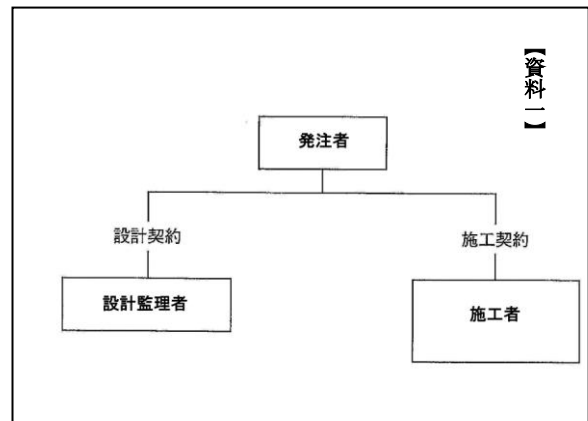 【資料一】
発注者
設計契約
施工契約
設計監理者
施工者